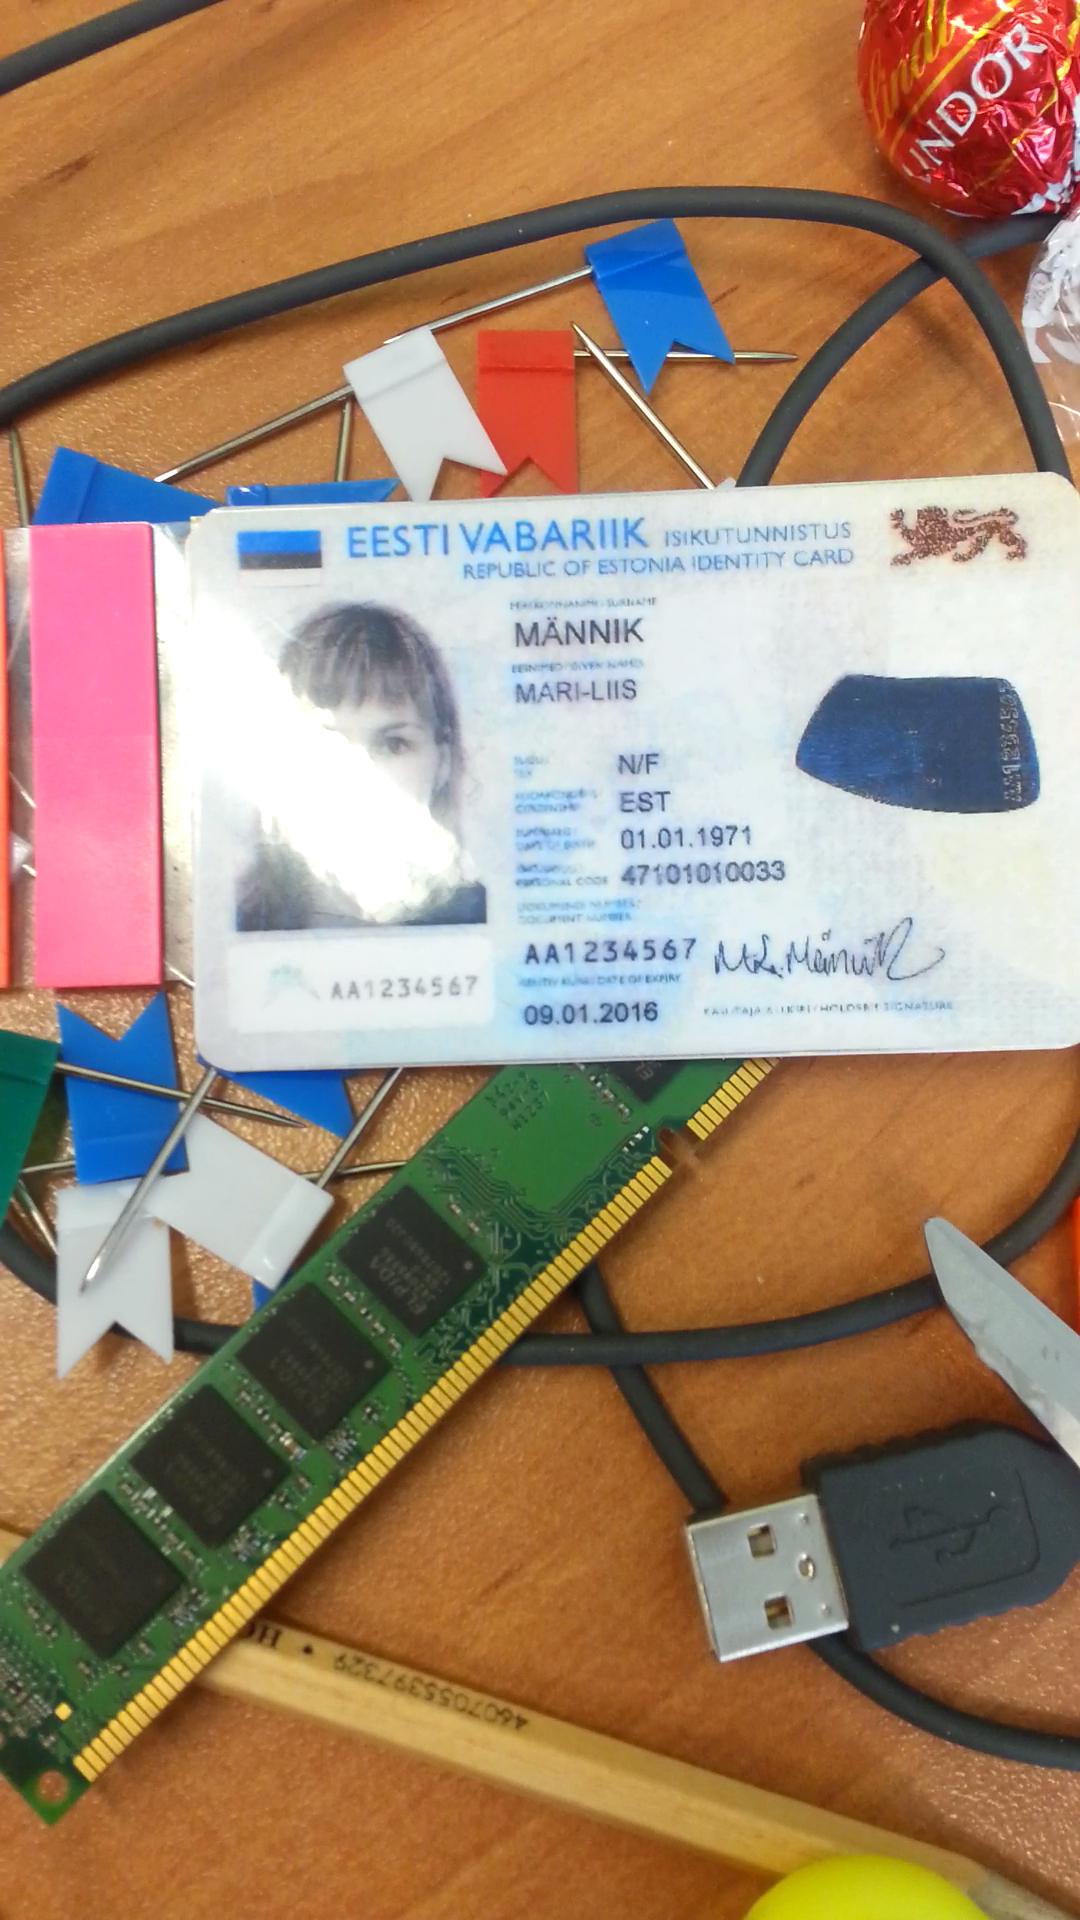 Lindt
LINDOR
EESTI VABARIIK ISIKUTUNNISTUS
REPUBLIC OF ESTONIA IDENTITY CARD
PEREKONNANIMI / SURNAME
MÄNNIK
EESNIMED / GIVEN NAMES
MARI-LIIS
SUGU /
SEX
N/F
KODAKONDSUS /
CITIZENSHIP
EST
SÜNNIAEG /
DATE OF BIRTH
01.01.1971
ISIKUKOOD /
PERSONAL CODE
47101010033
DOKUMENDI NUMBER /
DOCUMENT NUMBER
AA1234567
M.L. Männik
KEHTIV KUNI / DATE OF EXPIRY
09.01.2016
KASUTAJA ALLKIRI / HOLDER'S SIGNATURE
AA1234567
ELPIDA
4607055397329